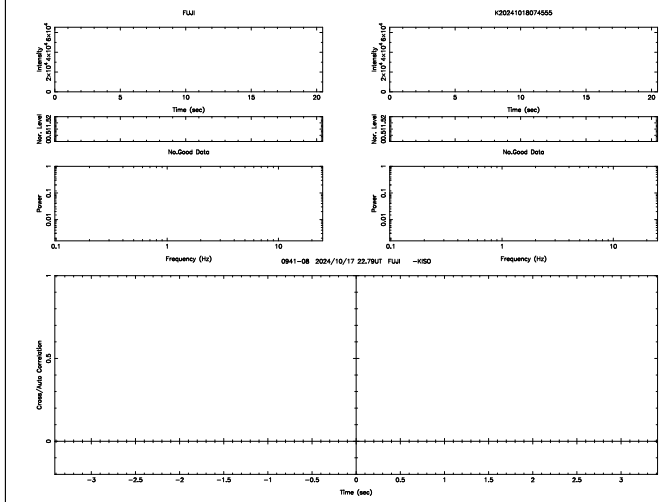 FUJI
K20241018074555
Intensity
2×10⁴ 4×10⁴ 6×10⁴
0 5 10 15 20
Time (sec)
Intensity
2×10⁴ 4×10⁴ 6×10⁴
0 5 10 15 20
Time (sec)
Nor. Level
00.511.52
Nor. Level
00.511.52
No.Good Data
No.Good Data
Power
0.01 0.1 1
0.1 1 10
Frequency (Hz)
Power
0.01 0.1 1
0.1 1 10
Frequency (Hz)
0941-08 2024/10/17 22.79UT FUJI -KISO
Cross/Auto Correlation
0 0.5 1
-3 -2.5 -2 -1.5 -1 -0.5 0 0.5 1 1.5 2 2.5 3
Time (sec)